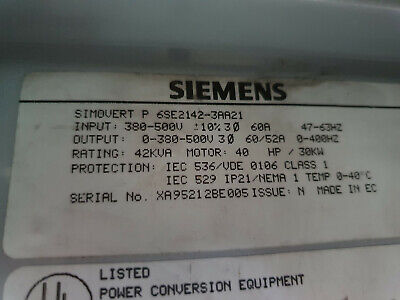 SIEMENS
SIMOVERT P 6SE2142-3AA21
INPUT: 380-500V ±10% 3Ø 60A 47-63HZ
OUTPUT: 0-380-500V 3Ø 60/52A 0-400HZ
RATING: 42KVA MOTOR: 40 HP / 30KW
PROTECTION: IEC 536/VDE 0106 CLASS 1
IEC 529 IP21/NEMA 1 TEMP 0-40°C
SERIAL No. XA95212BE005 ISSUE: N MADE IN EC
UL
LISTED
POWER CONVERSION EQUIPMENT